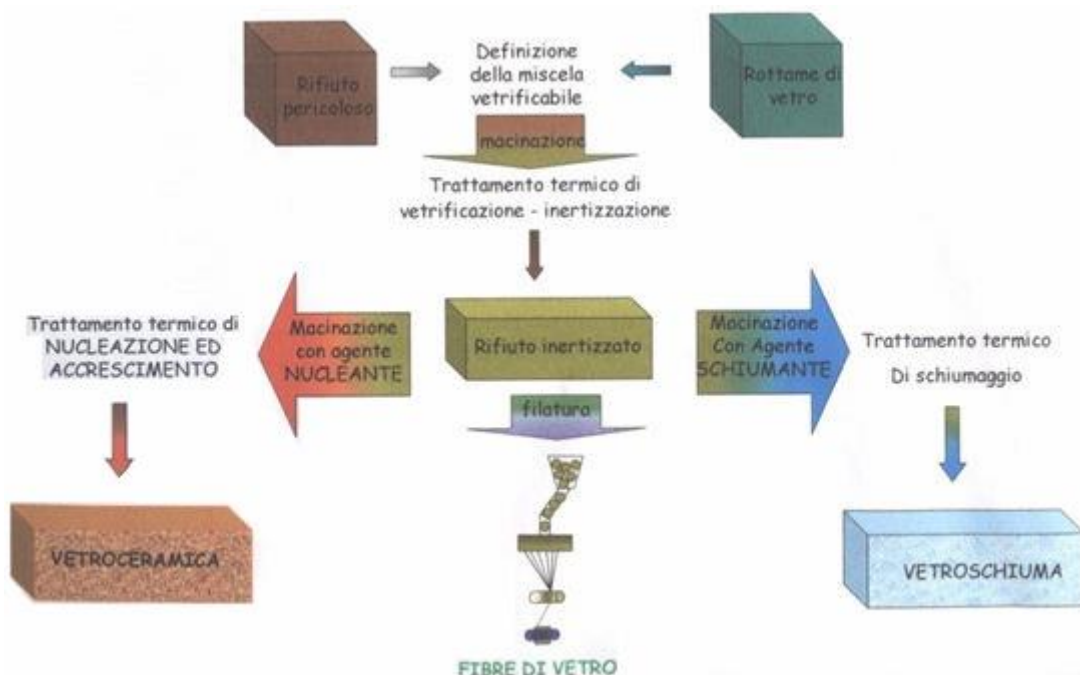 Rifiuto
pericoloso
Definizione
della miscela
vetrificabile
Rottame di
vetro
macinazione
Trattamento termico di
vetrificazione - inertizzazione
Trattamento termico di
NUCLEAZIONE ED
ACCRESCIMENTO
Macinazione
con agente
NUCLEANTE
Rifiuto inertizzato
Macinazione
Con Agente
SCHIUMANTE
Trattamento termico
Di schiumaggio
filatura
VETROCERAMICA
VETROSCHIUMA
FIBRE DI VETRO